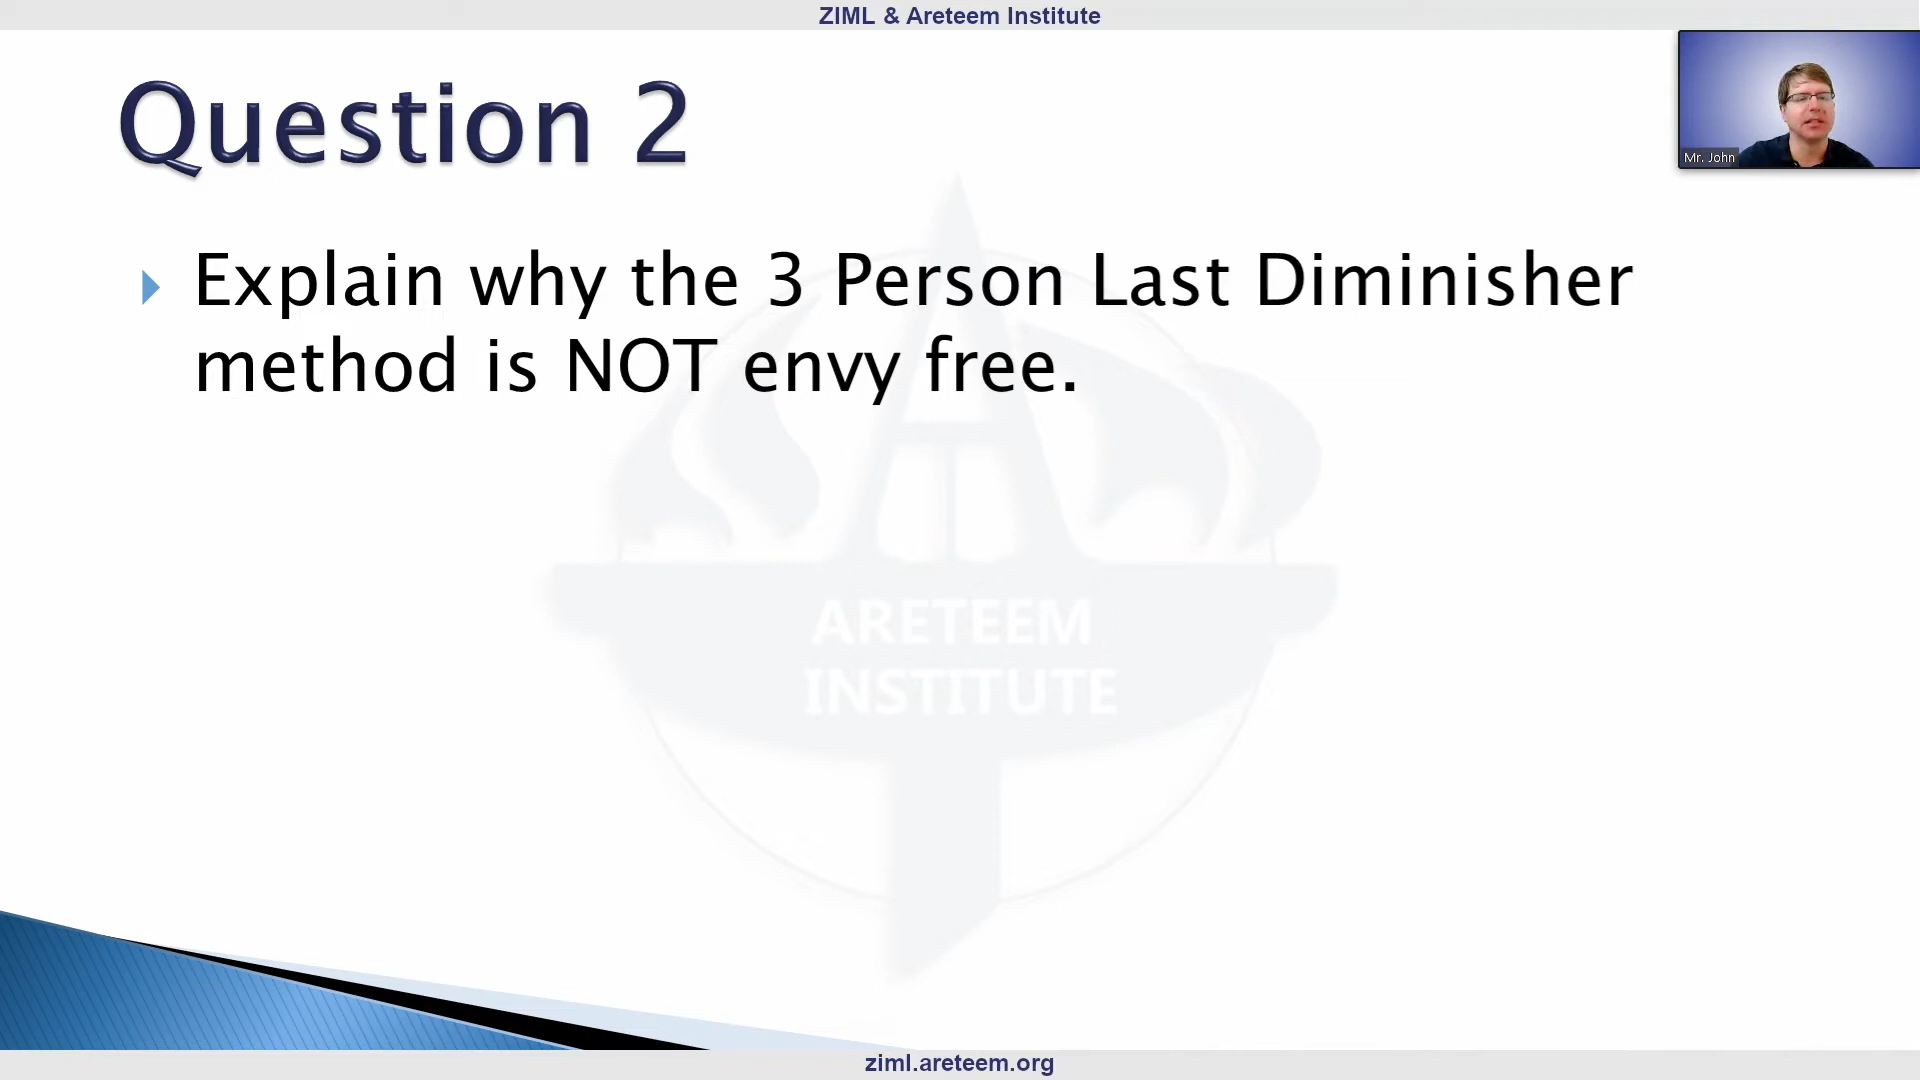 ZIML & Areteem Institute
Question 2
Mr. John
Explain why the 3 Person Last Diminisher
method is NOT envy free.
ARETEEM
INSTITUTE
ziml.areteem.org